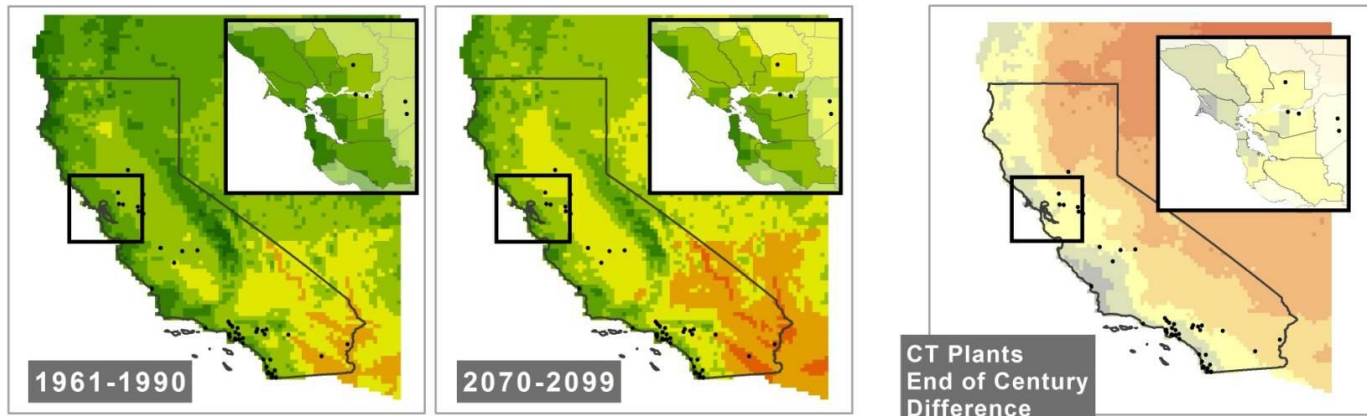 1961-1990
2070-2099
CT Plants
End of Century
Difference